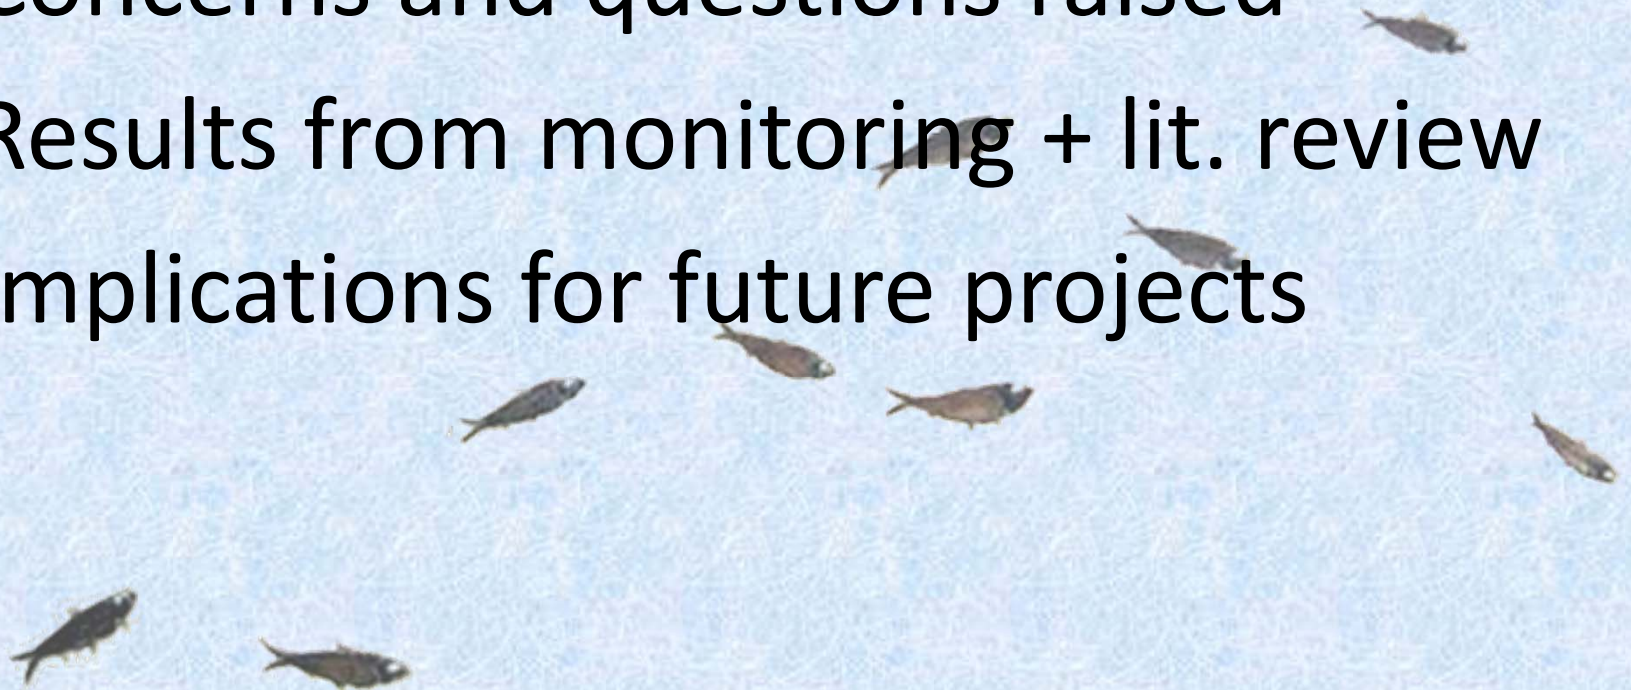 concerns and questions raised
Results from monitoring + lit. review
mplications for future projects